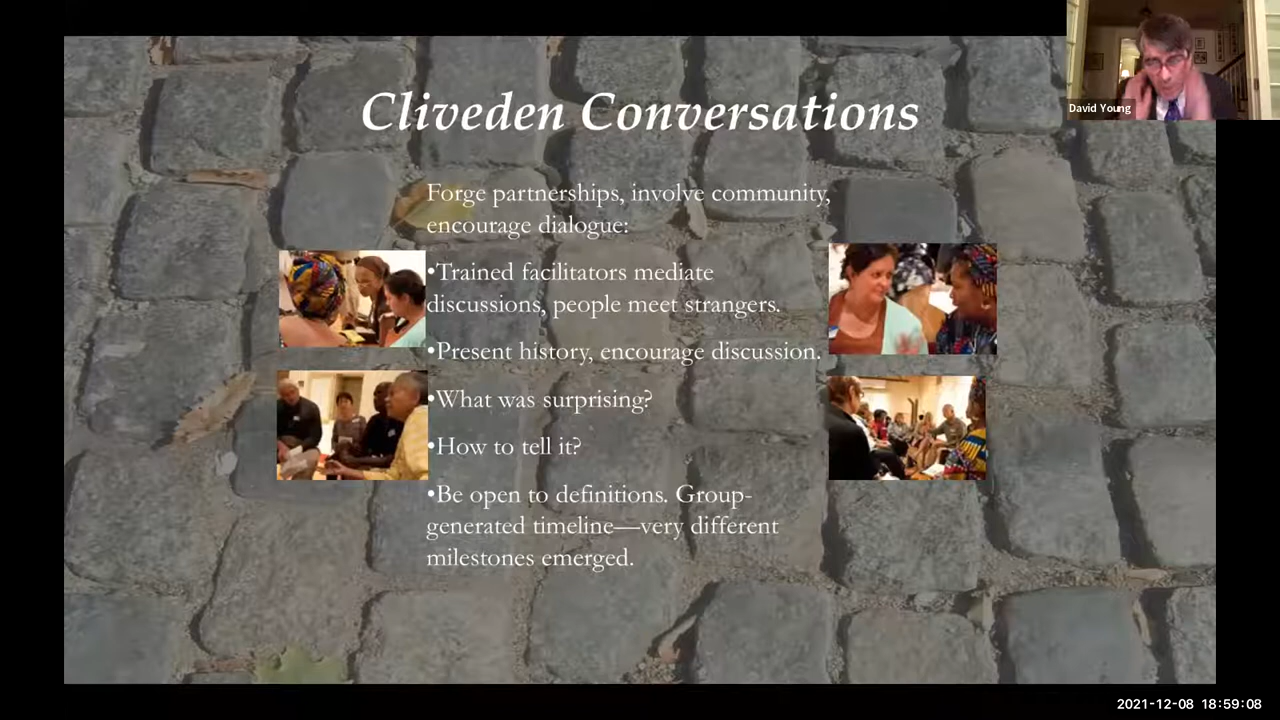 Cliveden Conversations
David Young
Forge partnerships, involve community,
encourage dialogue:
•Trained facilitators mediate
discussions, people meet strangers.
•Present history, encourage discussion.
•What was surprising?
•How to tell it?
•Be open to definitions. Group-
generated timeline—very different
milestones emerged.
2021-12-08 18:59:08